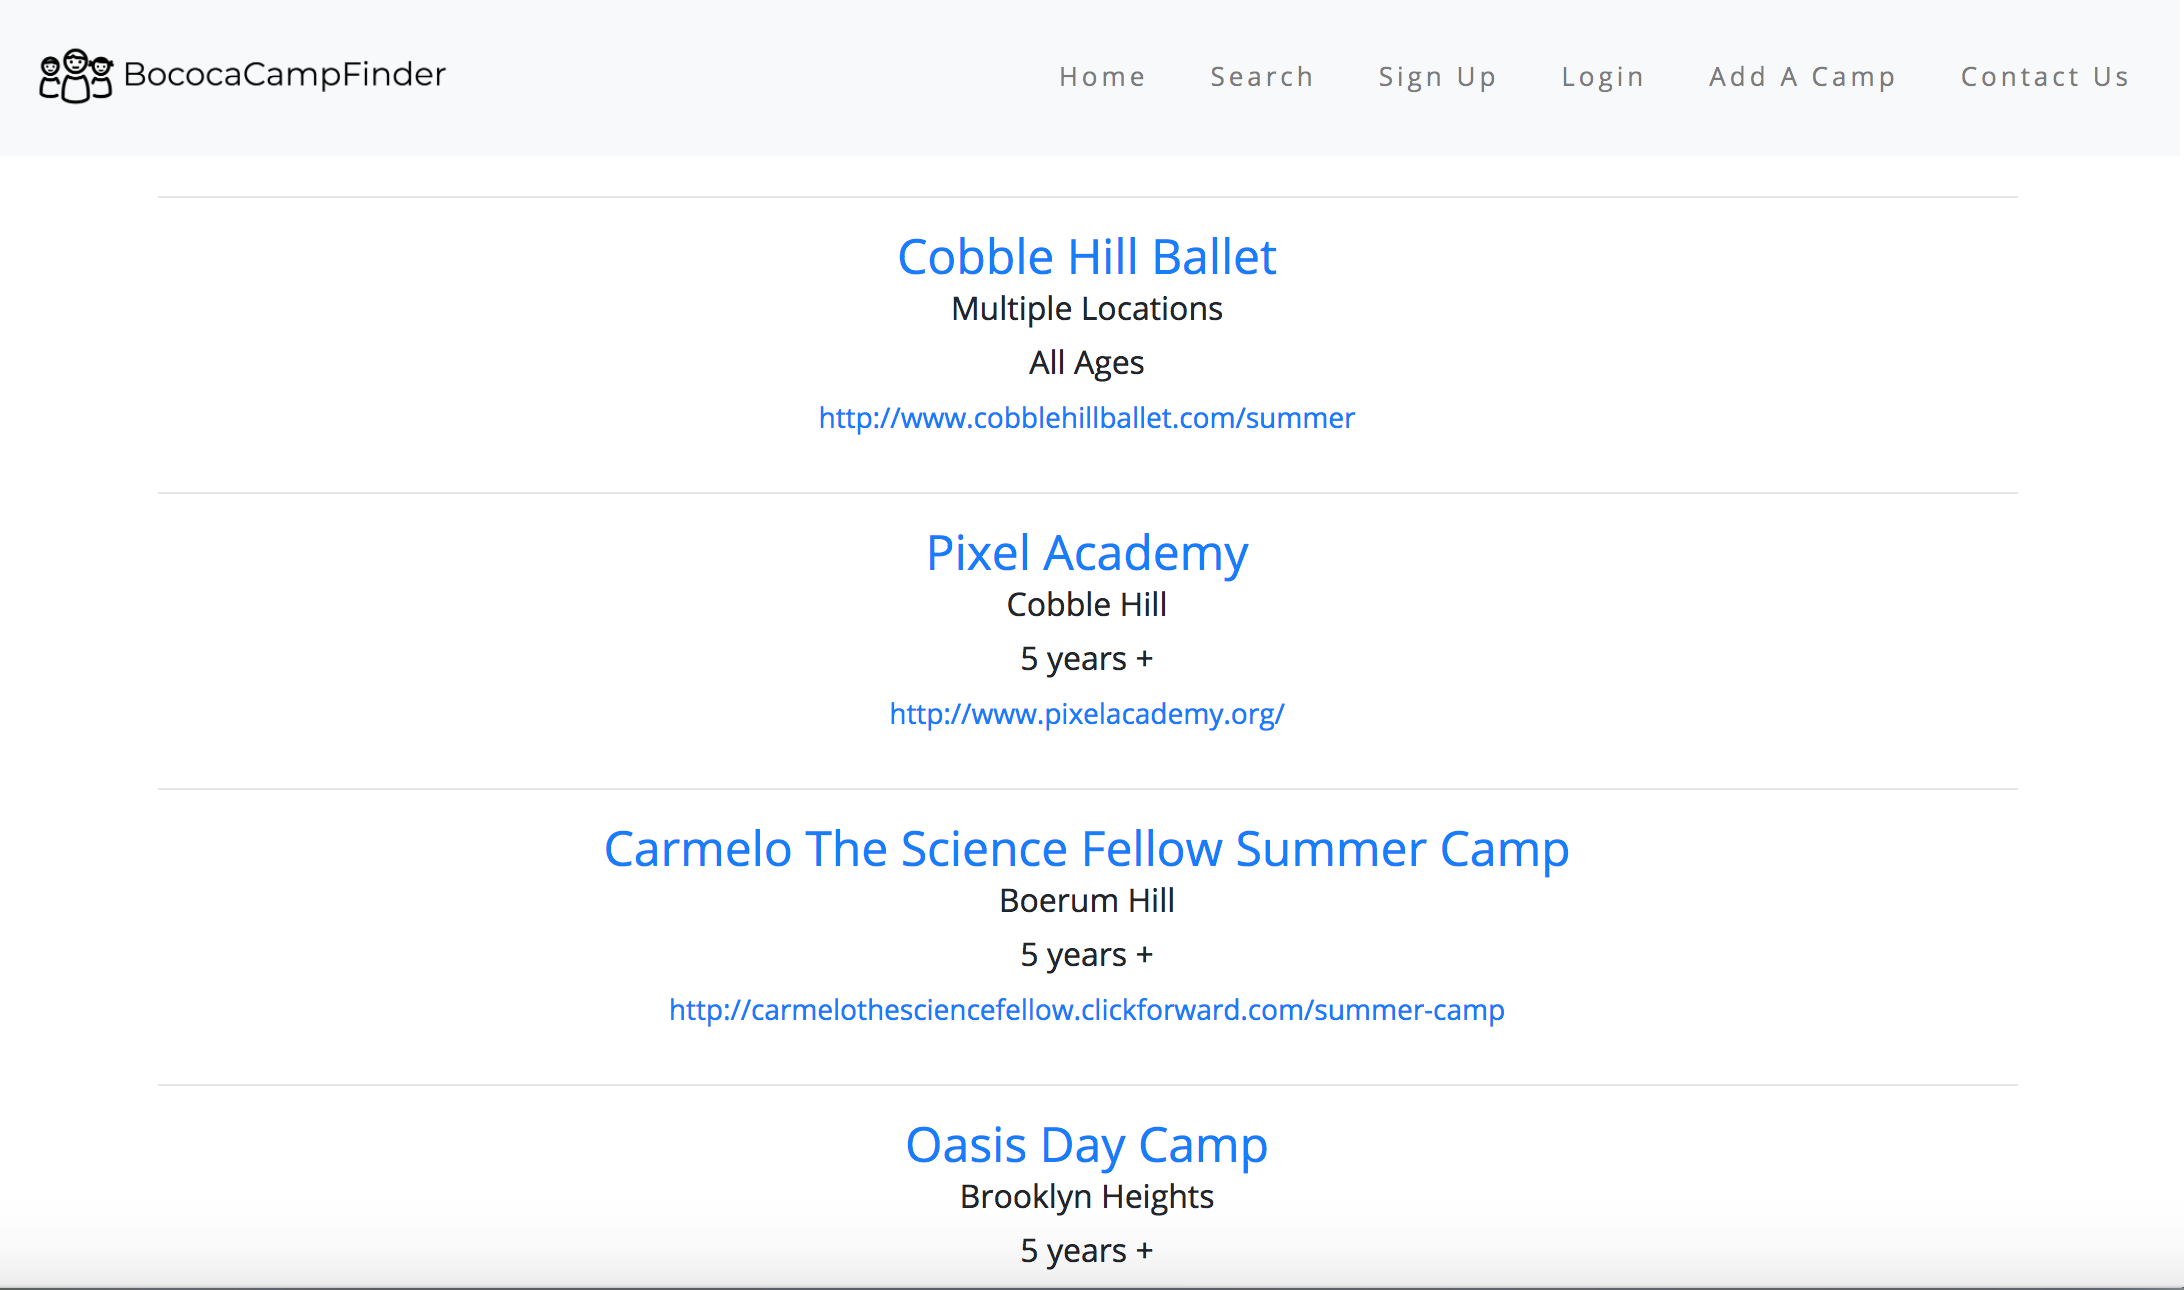 BococaCampFinder
Home Search Sign Up Login Add A Camp Contact Us
Cobble Hill Ballet
Multiple Locations
All Ages
http://www.cobblehillballet.com/summer
Pixel Academy
Cobble Hill
5 years +
http://www.pixelacademy.org/
Carmelo The Science Fellow Summer Camp
Boerum Hill
5 years +
http://carmelothesciencefellow.clickforward.com/summer-camp
Oasis Day Camp
Brooklyn Heights
5 years +